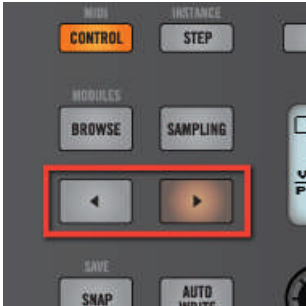 MIDI INSTANCE
CONTROL STEP
MODULES
BROWSE SAMPLING
SAVE
SNAP AUTO
WRITE